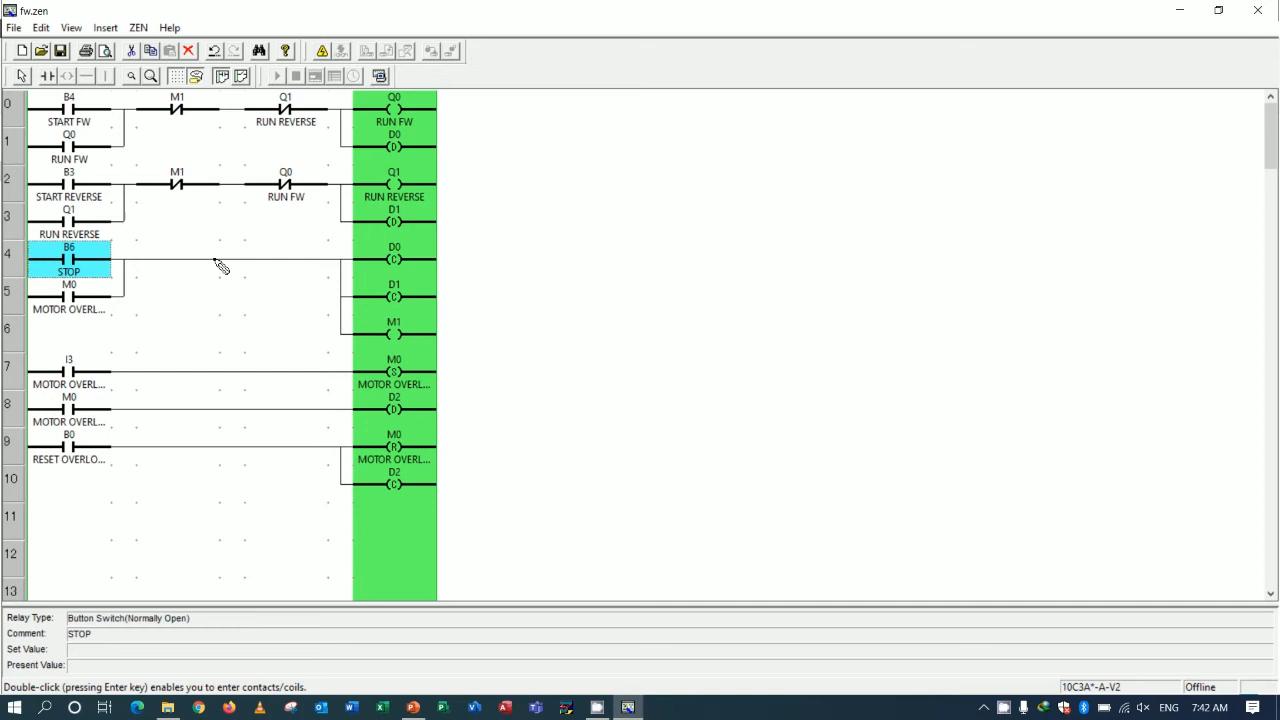 fw.zen
File Edit View Insert ZEN Help
0 B4 M1 Q1 Q0
START FW RUN REVERSE RUN FW
1 Q0 D0
D
RUN FW
2 B3 M1 Q0 Q1
START REVERSE RUN FW RUN REVERSE
3 Q1 D1
D
RUN REVERSE
4 B6 D0
C
STOP
5 M0 D1
C
MOTOR OVERL...
6 M1
7 I3 M0
S
MOTOR OVERL... MOTOR OVERL...
8 M0 D2
D
MOTOR OVERL...
9 B0 M0
R
RESET OVERLO... MOTOR OVERL...
10 D2
C
11
12
13
Relay Type: Button Switch(Normally Open)
Comment: STOP
Set Value:
Present Value:
Double-click (pressing Enter key) enables you to enter contacts/coils. 10C3A*-A-V2 Offline
ENG 7:42 AM